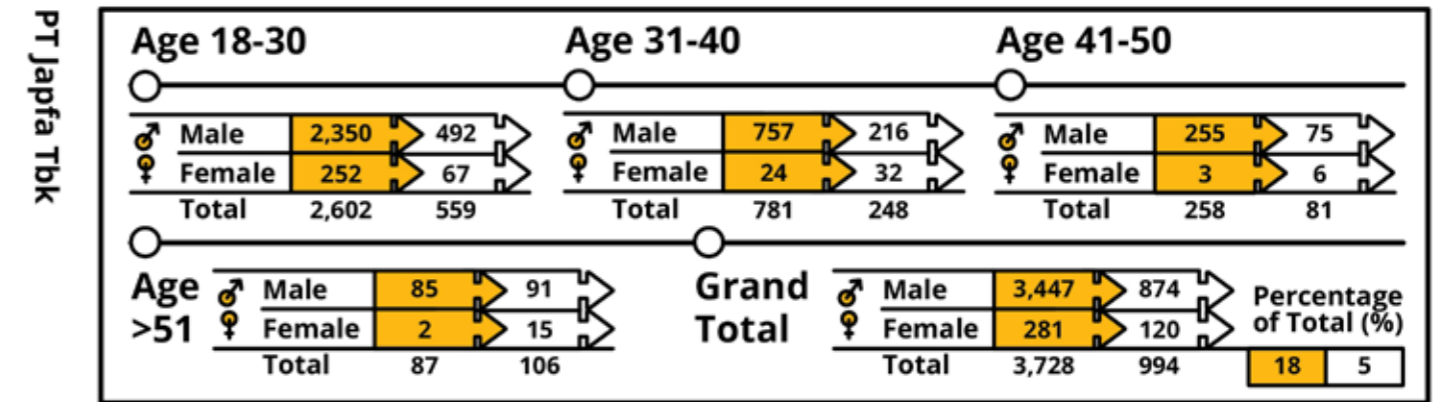 PT Japfa Tbk
Age 18-30
Male 2,350 492
Female 252 67
Total 2,602 559
Age 31-40
Male 757 216
Female 24 32
Total 781 248
Age 41-50
Male 255 75
Female 3 6
Total 258 81
Age
>51
Male 85 91
Female 2 15
Total 87 106
Grand
Total
Male 3,447 874
Female 281 120
Total 3,728 994
Percentage
of Total (%)
18 5